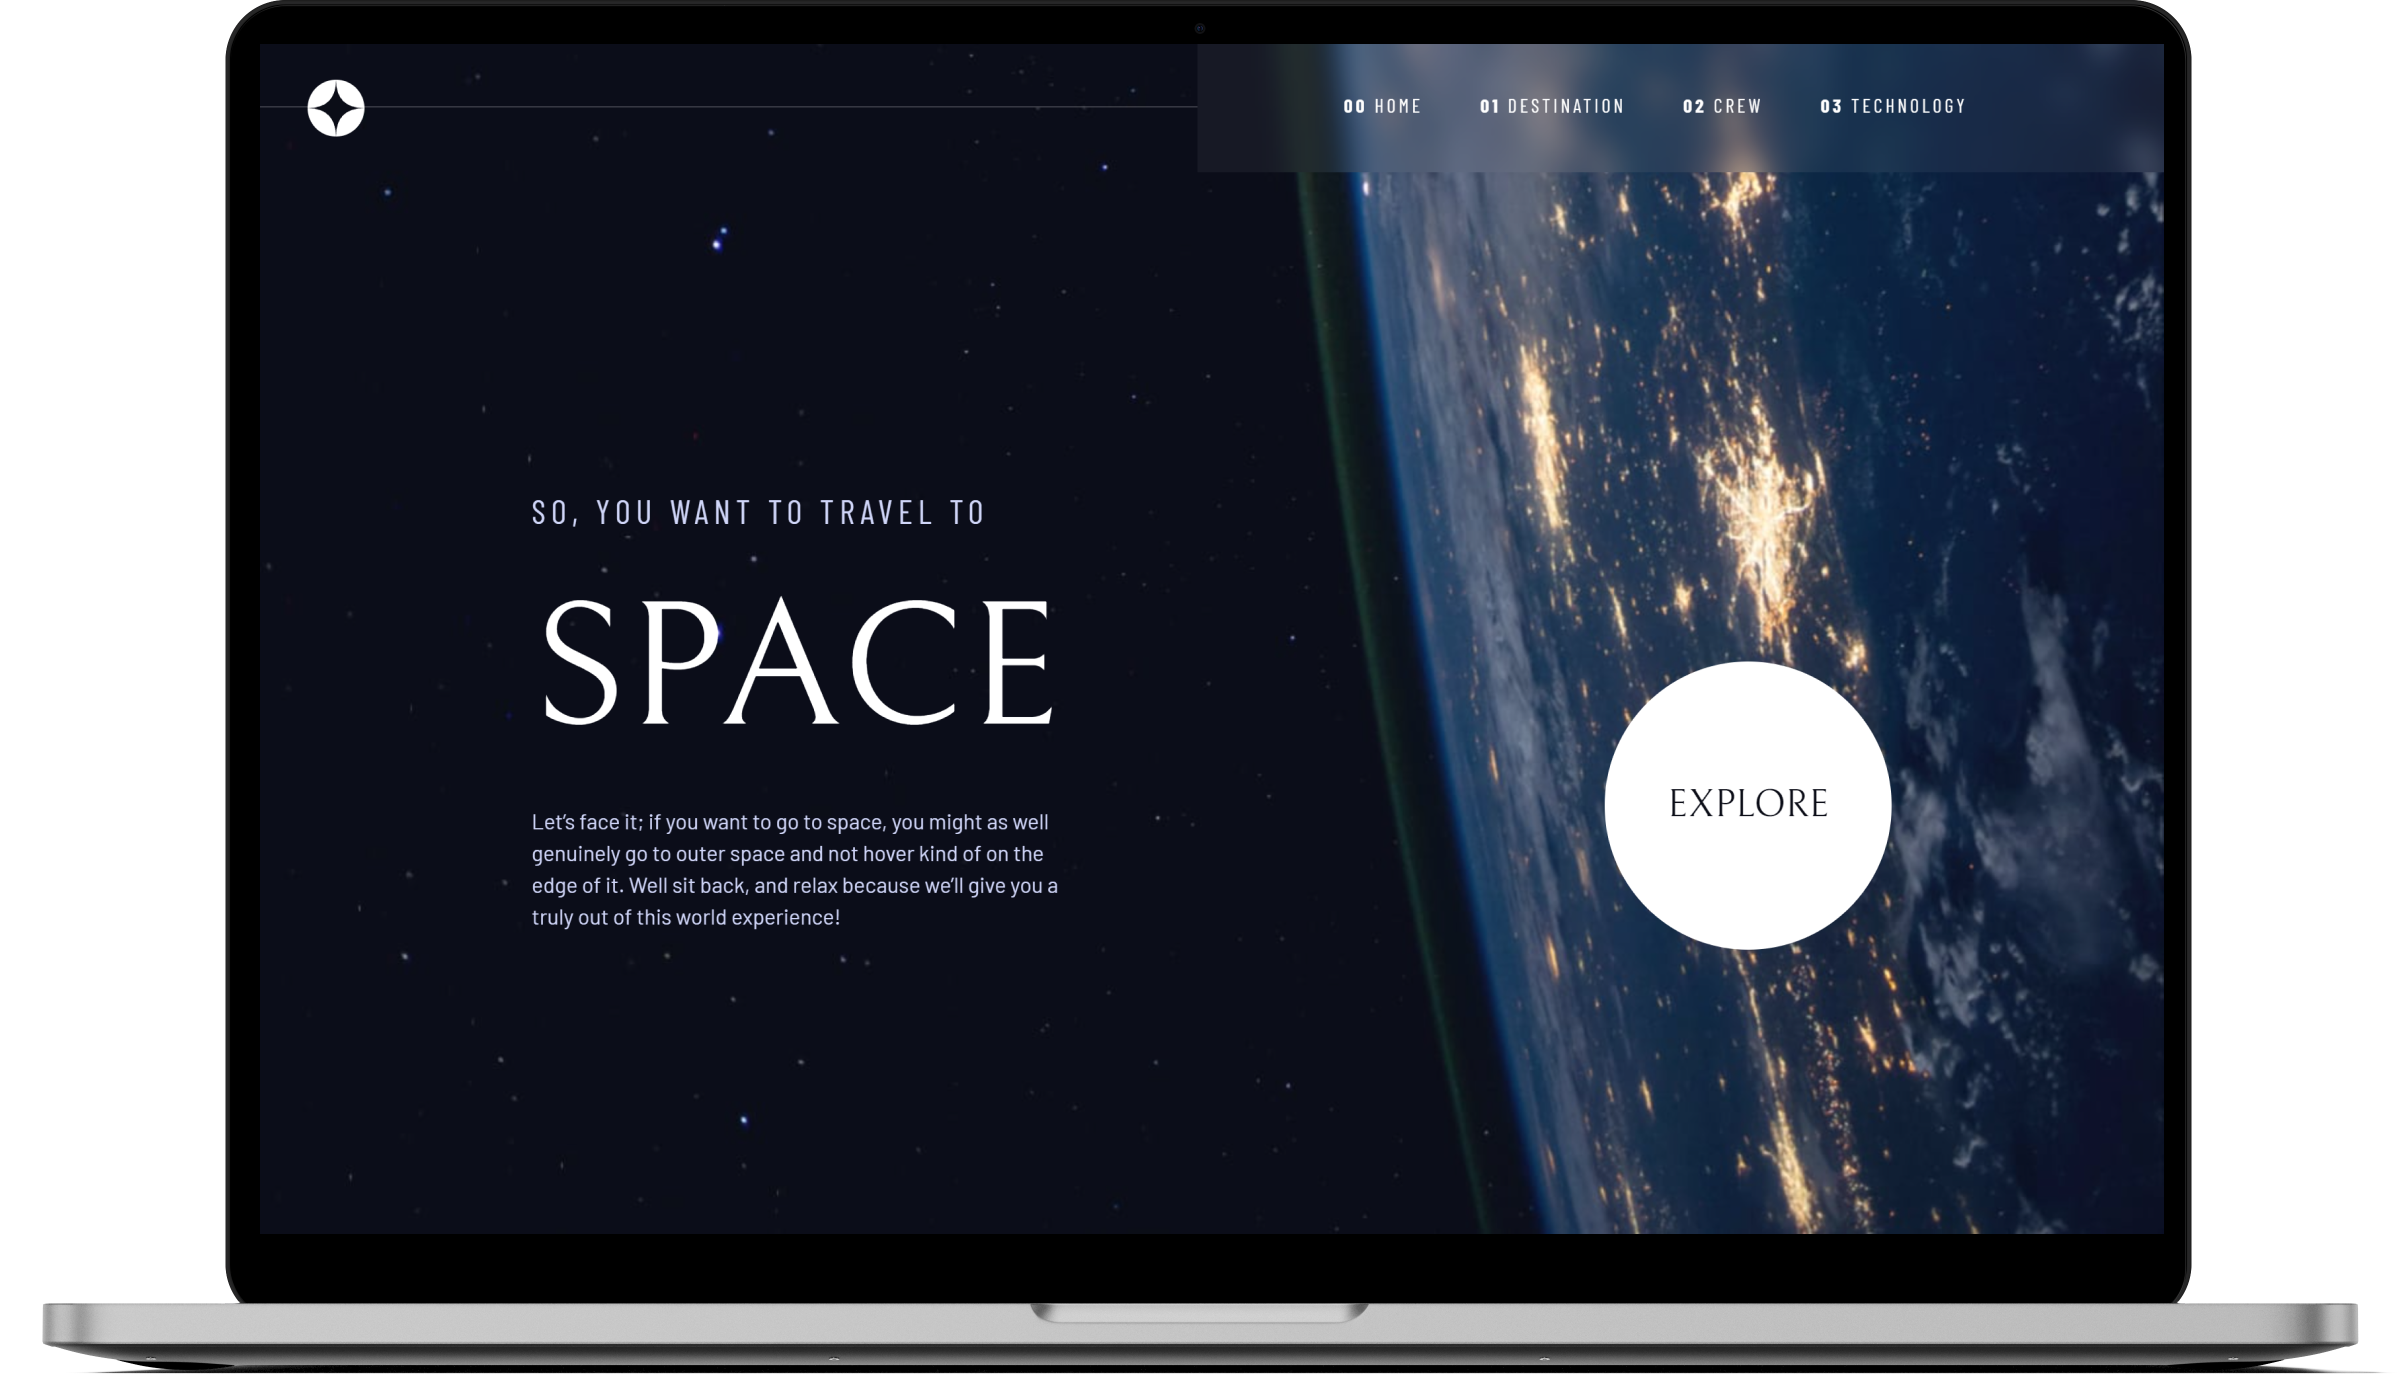 00 HOME 01 DESTINATION 02 CREW 03 TECHNOLOGY
SO, YOU WANT TO TRAVEL TO
SPACE
Let’s face it; if you want to go to space, you might as well
genuinely go to outer space and not hover kind of on the
edge of it. Well sit back, and relax because we’ll give you a
truly out of this world experience!
EXPLORE